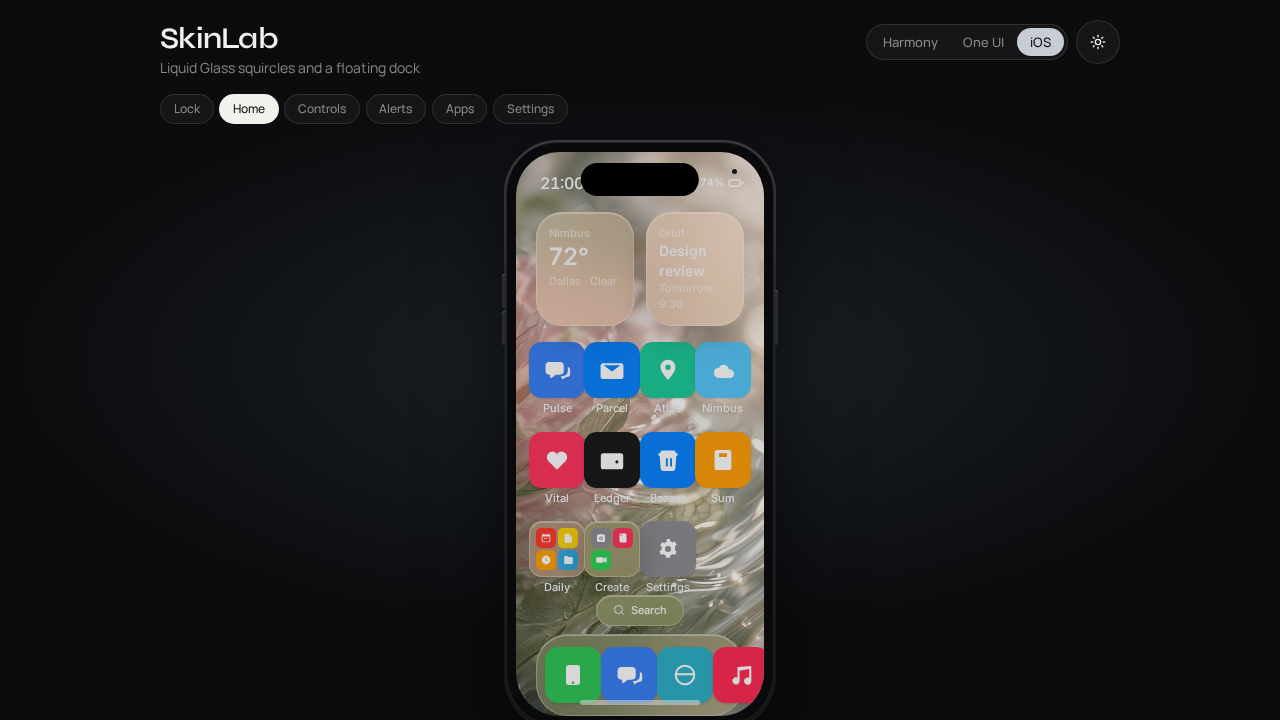 SkinLab
Harmony One UI iOS
Liquid Glass squircles and a floating dock
Lock Home Controls Alerts Apps Settings
21:00 74%
Nimbus
72°
Dallas · Clear
Orbit
Design
review
Tomorrow
9:30
Pulse Parcel Atlas Nimbus
Vital Ledger Bazaar Sum
Daily Create Settings
Search